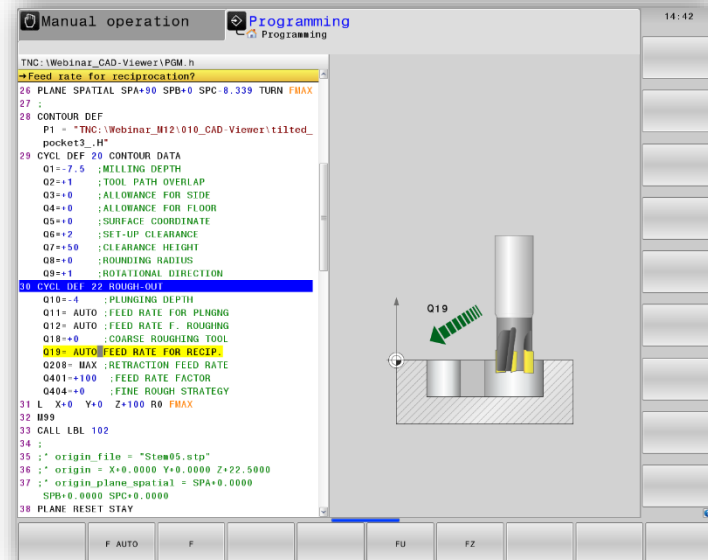 Manual operation
Programming
Programming
14:42
TNC:\Webinar_CAD-Viewer\PGM.h
→Feed rate for reciprocation?
26 PLANE SPATIAL SPA+90 SPB+0 SPC-8.339 TURN FMAX
27 ;
28 CONTOUR DEF
P1 = "TNC:\Webinar_M12\010_CAD-Viewer\tilted_
pocket3_.H"
29 CYCL DEF 20 CONTOUR DATA
Q1=-7.5 ;MILLING DEPTH
Q2=+1 ;TOOL PATH OVERLAP
Q3=+0 ;ALLOWANCE FOR SIDE
Q4=+0 ;ALLOWANCE FOR FLOOR
Q5=+0 ;SURFACE COORDINATE
Q6=+2 ;SET-UP CLEARANCE
Q7=+50 ;CLEARANCE HEIGHT
Q8=+0 ;ROUNDING RADIUS
Q9=+1 ;ROTATIONAL DIRECTION
30 CYCL DEF 22 ROUGH-OUT
Q10=-4 ;PLUNGING DEPTH
Q11= AUTO ;FEED RATE FOR PLNGNG
Q12= AUTO ;FEED RATE F. ROUGHNG
Q18=+0 ;COARSE ROUGHING TOOL
Q19= AUTO FEED RATE FOR RECIP.
Q208= MAX ;RETRACTION FEED RATE
Q401=+100 ;FEED RATE FACTOR
Q404=+0 ;FINE ROUGH STRATEGY
31 L X+0 Y+0 Z+100 R0 FMAX
32 M99
33 CALL LBL 102
34 ;
35 ;* origin_file = "Stem05.stp"
36 ;* origin = X+0.0000 Y+0.0000 Z+22.5000
37 ;* origin_plane_spatial = SPA+0.0000
SPB+0.0000 SPC+0.0000
38 PLANE RESET STAY
Q19
F AUTO
F
FU
FZ